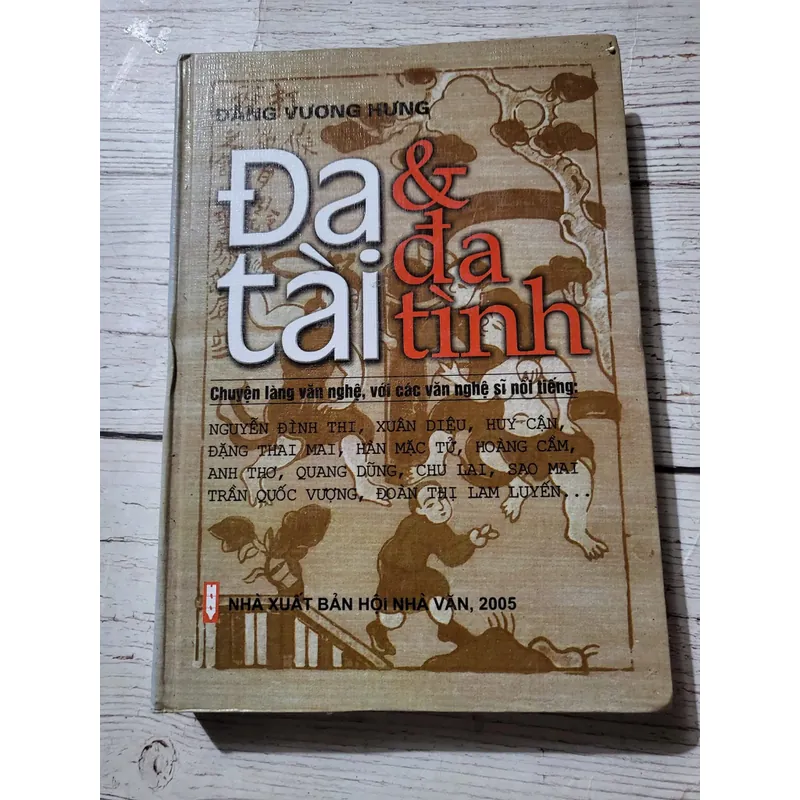 ĐẶNG VƯƠNG HƯNG
Đa & đa
tài tình
Chuyện làng văn nghệ, với các văn nghệ sĩ nổi tiếng:
NGUYỄN ĐÌNH THI, XUÂN DIỆU, HUY CẬN,
ĐẶNG THAI MAI, HÀN MẶC TỬ, HOÀNG CẦM,
ANH THƠ, QUANG DŨNG, CHU LAI, SAO MAI
TRẦN QUỐC VƯỢNG, ĐOÀN THỊ LAM LUYẾN...
NHÀ XUẤT BẢN HỘI NHÀ VĂN, 2005